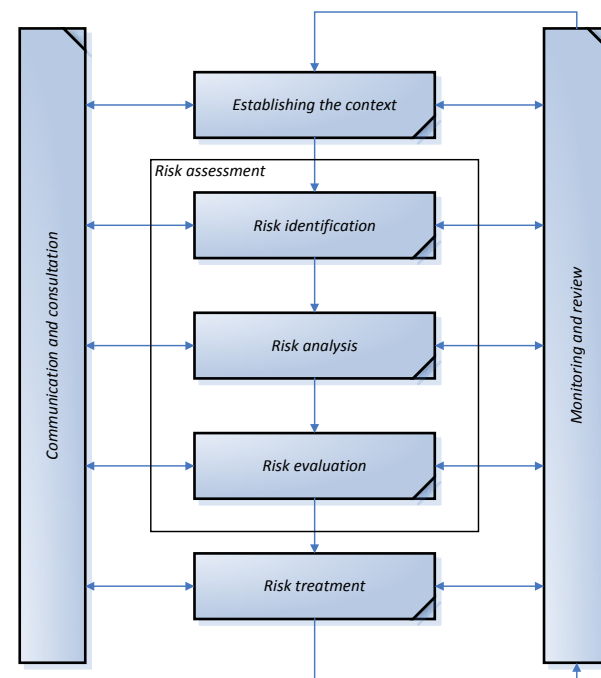 Establishing the context
Risk assessment
Risk identification
Risk analysis
Risk evaluation
Risk treatment
Communication and consultation
Monitoring and review